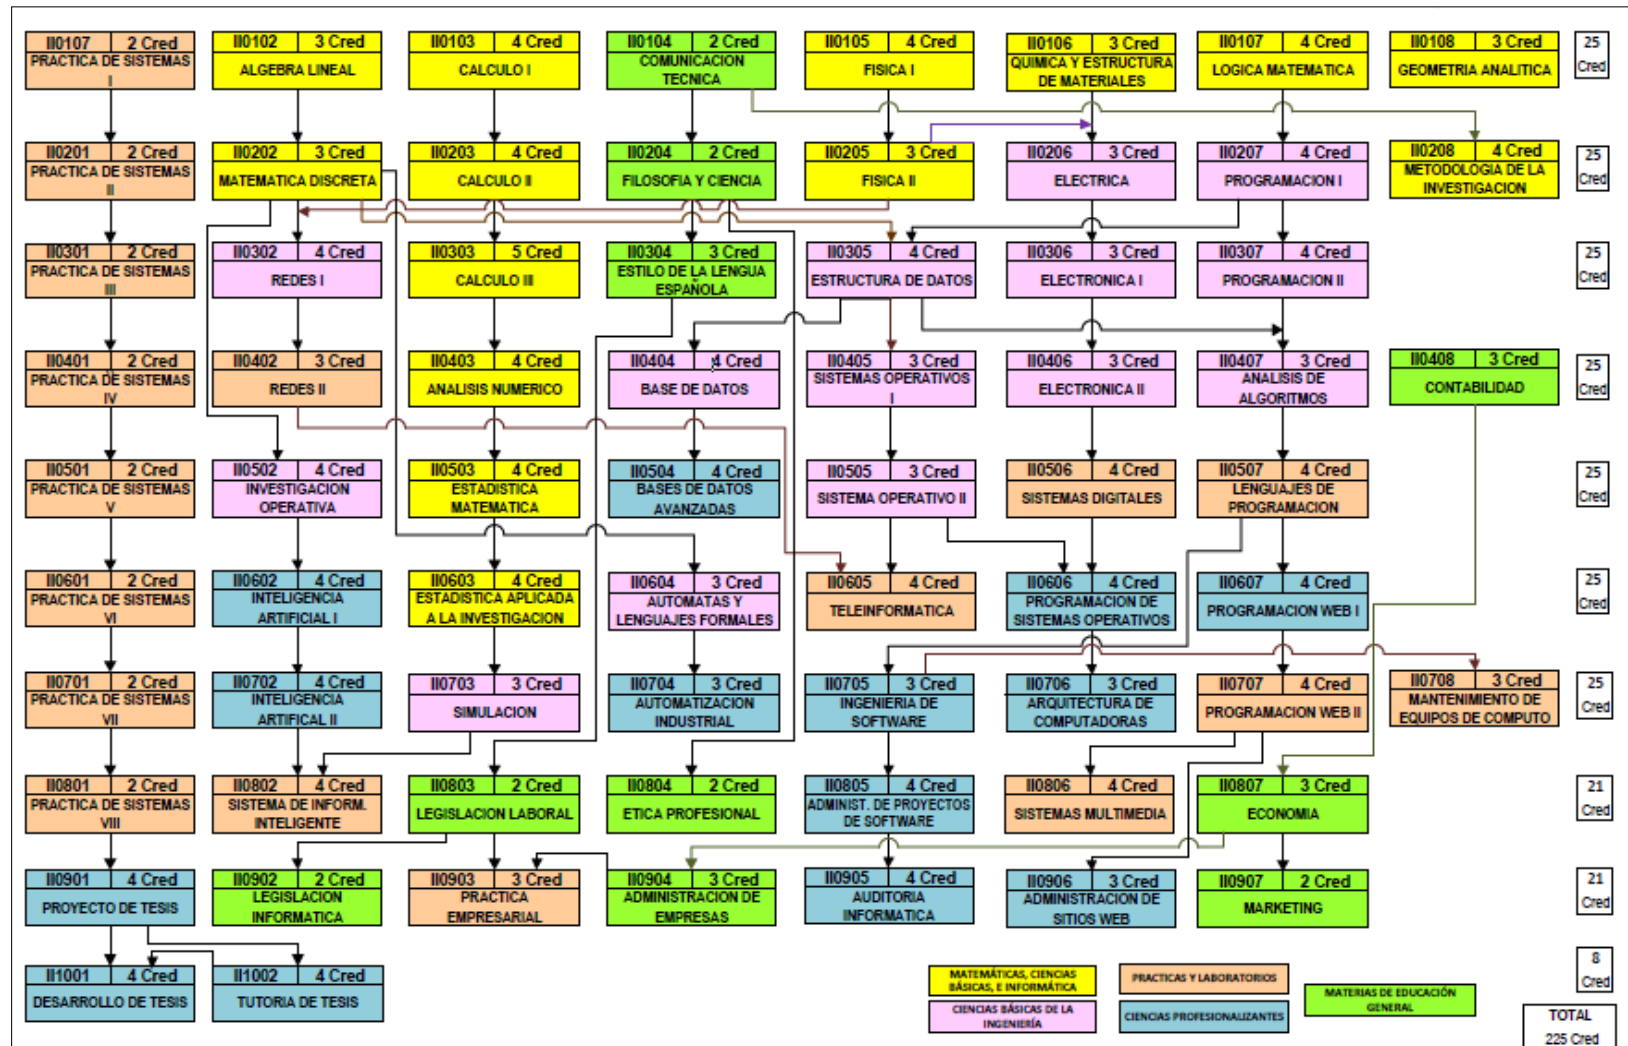 II0107 2 Cred
PRACTICA DE SISTEMAS
I
II0102 3 Cred
ALGEBRA LINEAL
II0103 4 Cred
CALCULO I
II0104 2 Cred
COMUNICACION
TECNICA
II0105 4 Cred
FISICA I
II0106 3 Cred
QUIMICA Y ESTRUCTURA
DE MATERIALES
II0107 4 Cred
LOGICA MATEMATICA
II0108 3 Cred
GEOMETRIA ANALITICA
25
Cred
II0201 2 Cred
PRACTICA DE SISTEMAS
II
II0202 3 Cred
MATEMATICA DISCRETA
II0203 4 Cred
CALCULO II
II0204 2 Cred
FILOSOFIA Y CIENCIA
II0205 3 Cred
FISICA II
II0206 3 Cred
ELECTRICA
II0207 4 Cred
PROGRAMACION I
II0208 4 Cred
METODOLOGIA DE LA
INVESTIGACION
25
Cred
II0301 2 Cred
PRACTICA DE SISTEMAS
III
II0302 4 Cred
REDES I
II0303 5 Cred
CALCULO III
II0304 3 Cred
ESTILO DE LA LENGUA
ESPAÑOLA
II0305 4 Cred
ESTRUCTURA DE DATOS
II0306 3 Cred
ELECTRONICA I
II0307 4 Cred
PROGRAMACION II
25
Cred
II0401 2 Cred
PRACTICA DE SISTEMAS
IV
II0402 3 Cred
REDES II
II0403 4 Cred
ANALISIS NUMERICO
II0404 4 Cred
BASE DE DATOS
II0405 3 Cred
SISTEMAS OPERATIVOS
I
II0406 3 Cred
ELECTRONICA II
II0407 3 Cred
ANALISIS DE
ALGORITMOS
II0408 3 Cred
CONTABILIDAD
25
Cred
II0501 2 Cred
PRACTICA DE SISTEMAS
V
II0502 4 Cred
INVESTIGACION
OPERATIVA
II0503 4 Cred
ESTADISTICA
MATEMATICA
II0504 4 Cred
BASES DE DATOS
AVANZADAS
II0505 3 Cred
SISTEMA OPERATIVO II
II0506 4 Cred
SISTEMAS DIGITALES
II0507 4 Cred
LENGUAJES DE
PROGRAMACION
25
Cred
II0601 2 Cred
PRACTICA DE SISTEMAS
VI
II0602 4 Cred
INTELIGENCIA
ARTIFICIAL I
II0603 4 Cred
ESTADISTICA APLICADA
A LA INVESTIGACION
II0604 3 Cred
AUTOMATAS Y
LENGUAJES FORMALES
II0605 4 Cred
TELEINFORMATICA
II0606 4 Cred
PROGRAMACION DE
SISTEMAS OPERATIVOS
II0607 4 Cred
PROGRAMACION WEB I
25
Cred
II0701 2 Cred
PRACTICA DE SISTEMAS
VII
II0702 4 Cred
INTELIGENCIA
ARTIFICAL II
II0703 3 Cred
SIMULACION
II0704 3 Cred
AUTOMATIZACION
INDUSTRIAL
II0705 3 Cred
INGENIERIA DE
SOFTWARE
II0706 3 Cred
ARQUITECTURA DE
COMPUTADORAS
II0707 4 Cred
PROGRAMACION WEB II
II0708 3 Cred
MANTENIMIENTO DE
EQUIPOS DE COMPUTO
25
Cred
II0801 2 Cred
PRACTICA DE SISTEMAS
VIII
II0802 4 Cred
SISTEMA DE INFORM.
INTELIGENTE
II0803 2 Cred
LEGISLACION LABORAL
II0804 2 Cred
ETICA PROFESIONAL
II0805 4 Cred
ADMINIST. DE PROYECTOS
DE SOFTWARE
II0806 4 Cred
SISTEMAS MULTIMEDIA
II0807 3 Cred
ECONOMIA
21
Cred
II0901 4 Cred
PROYECTO DE TESIS
II0902 2 Cred
LEGISLACION
INFORMATICA
II0903 3 Cred
PRACTICA
EMPRESARIAL
II0904 3 Cred
ADMINISTRACION DE
EMPRESAS
II0905 4 Cred
AUDITORIA
INFORMATICA
II0906 3 Cred
ADMINISTRACION DE
SITIOS WEB
II0907 2 Cred
MARKETING
21
Cred
II1001 4 Cred
DESARROLLO DE TESIS
II1002 4 Cred
TUTORIA DE TESIS
8
Cred
MATEMÁTICAS, CIENCIAS
BÁSICAS, E INFORMÁTICA
PRACTICAS Y LABORATORIOS
MATERIAS DE EDUCACIÓN
GENERAL
CIENCIAS BÁSICAS DE LA
INGENIERÍA
CIENCIAS PROFESIONALIZANTES
TOTAL
225 Cred